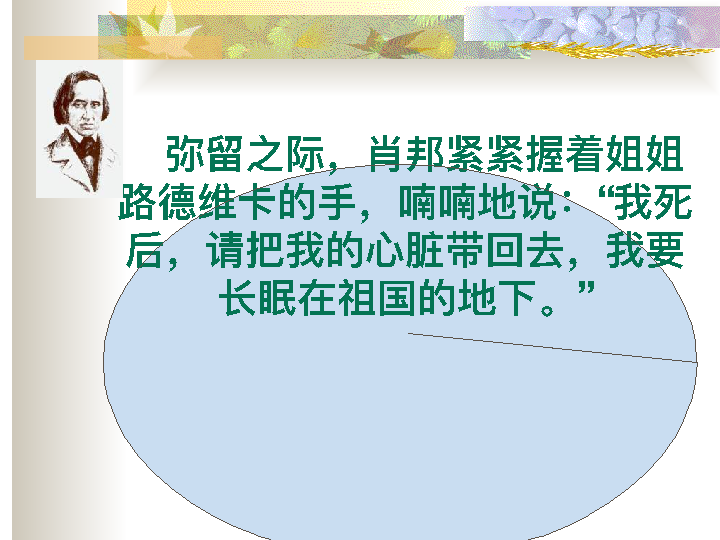 弥留之际，肖邦紧紧握着姐姐
路德维卡的手，喃喃地说：“我死
后，请把我的心脏带回去，我要
长眠在祖国的地下。”